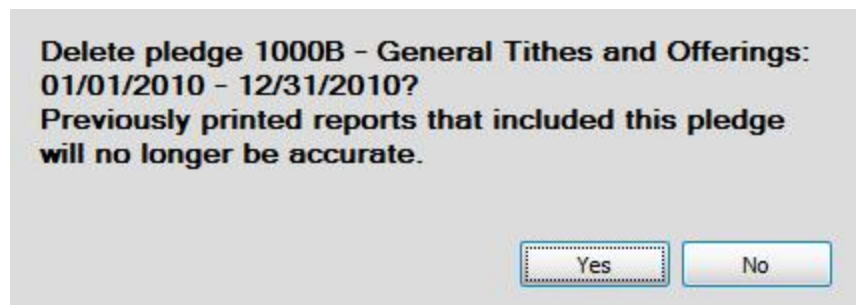 Delete pledge 1000B - General Tithes and Offerings:
01/01/2010 - 12/31/2010?
Previously printed reports that included this pledge
will no longer be accurate.
Yes
No